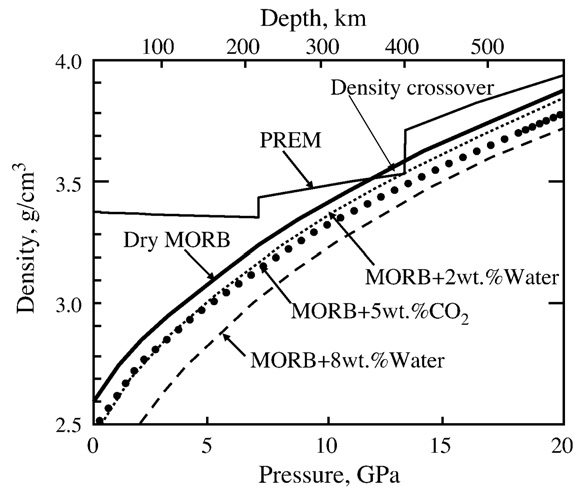 Depth, km
100 200 300 400 500
4.0
3.5
3.0
2.5
Density, g/cm³
Density crossover
PREM
Dry MORB
MORB+2wt.%Water
MORB+5wt.%CO₂
MORB+8wt.%Water
0 5 10 15 20
Pressure, GPa